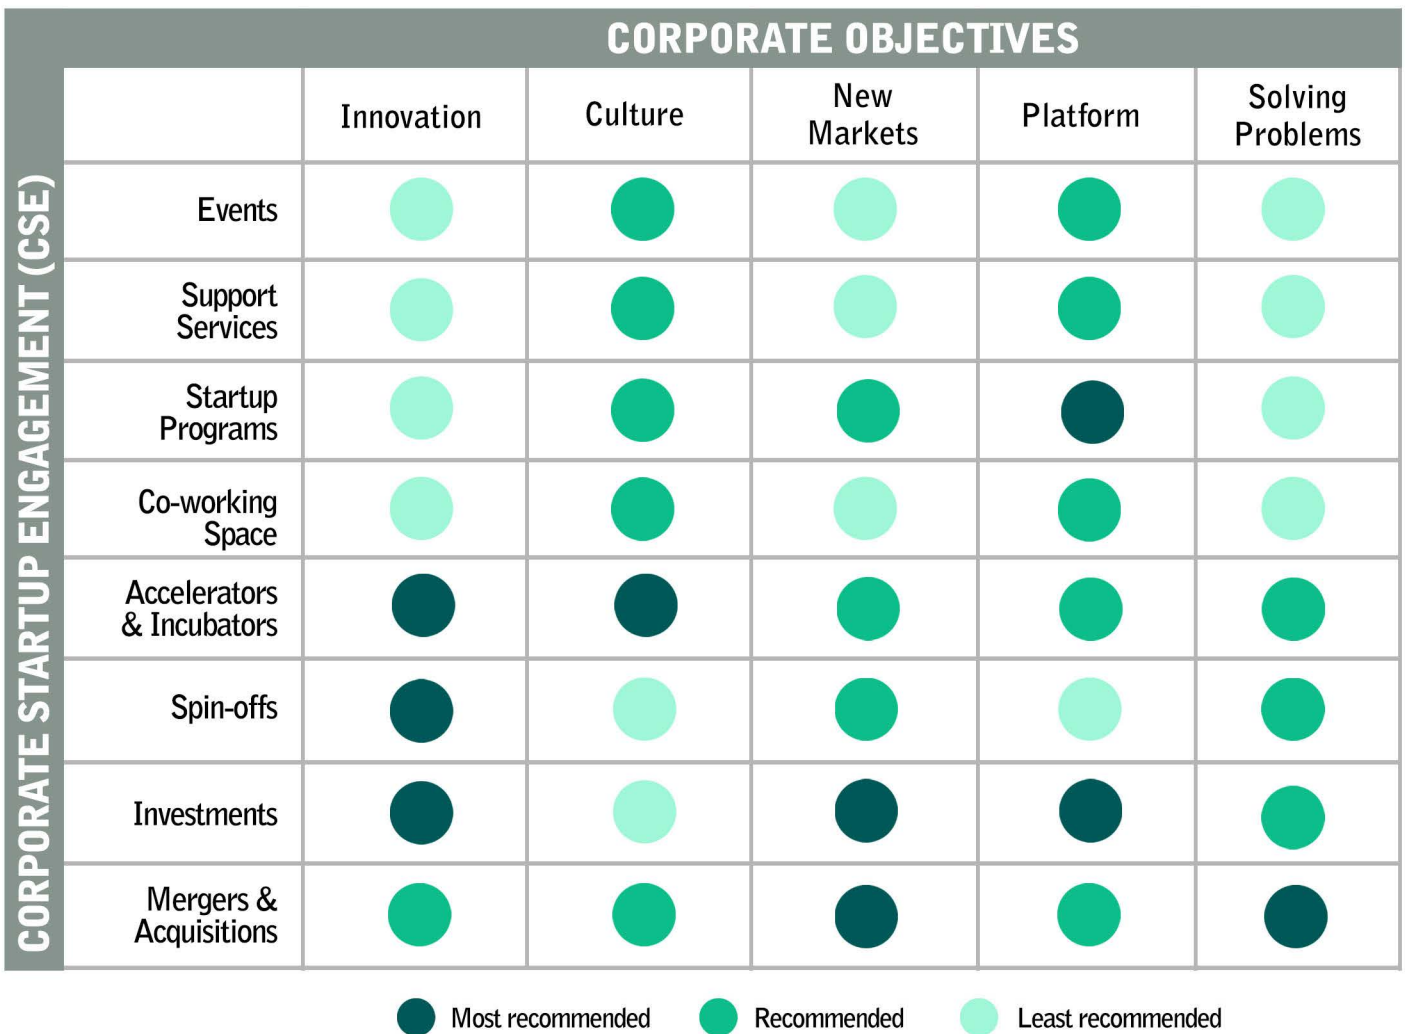 CORPORATE OBJECTIVES
CORPORATE STARTUP ENGAGEMENT (CSE)
Innovation
Culture
New
Markets
Platform
Solving
Problems
Events
Support
Services
Startup
Programs
Co-working
Space
Accelerators
& Incubators
Spin-offs
Investments
Mergers &
Acquisitions
Most recommended
Recommended
Least recommended